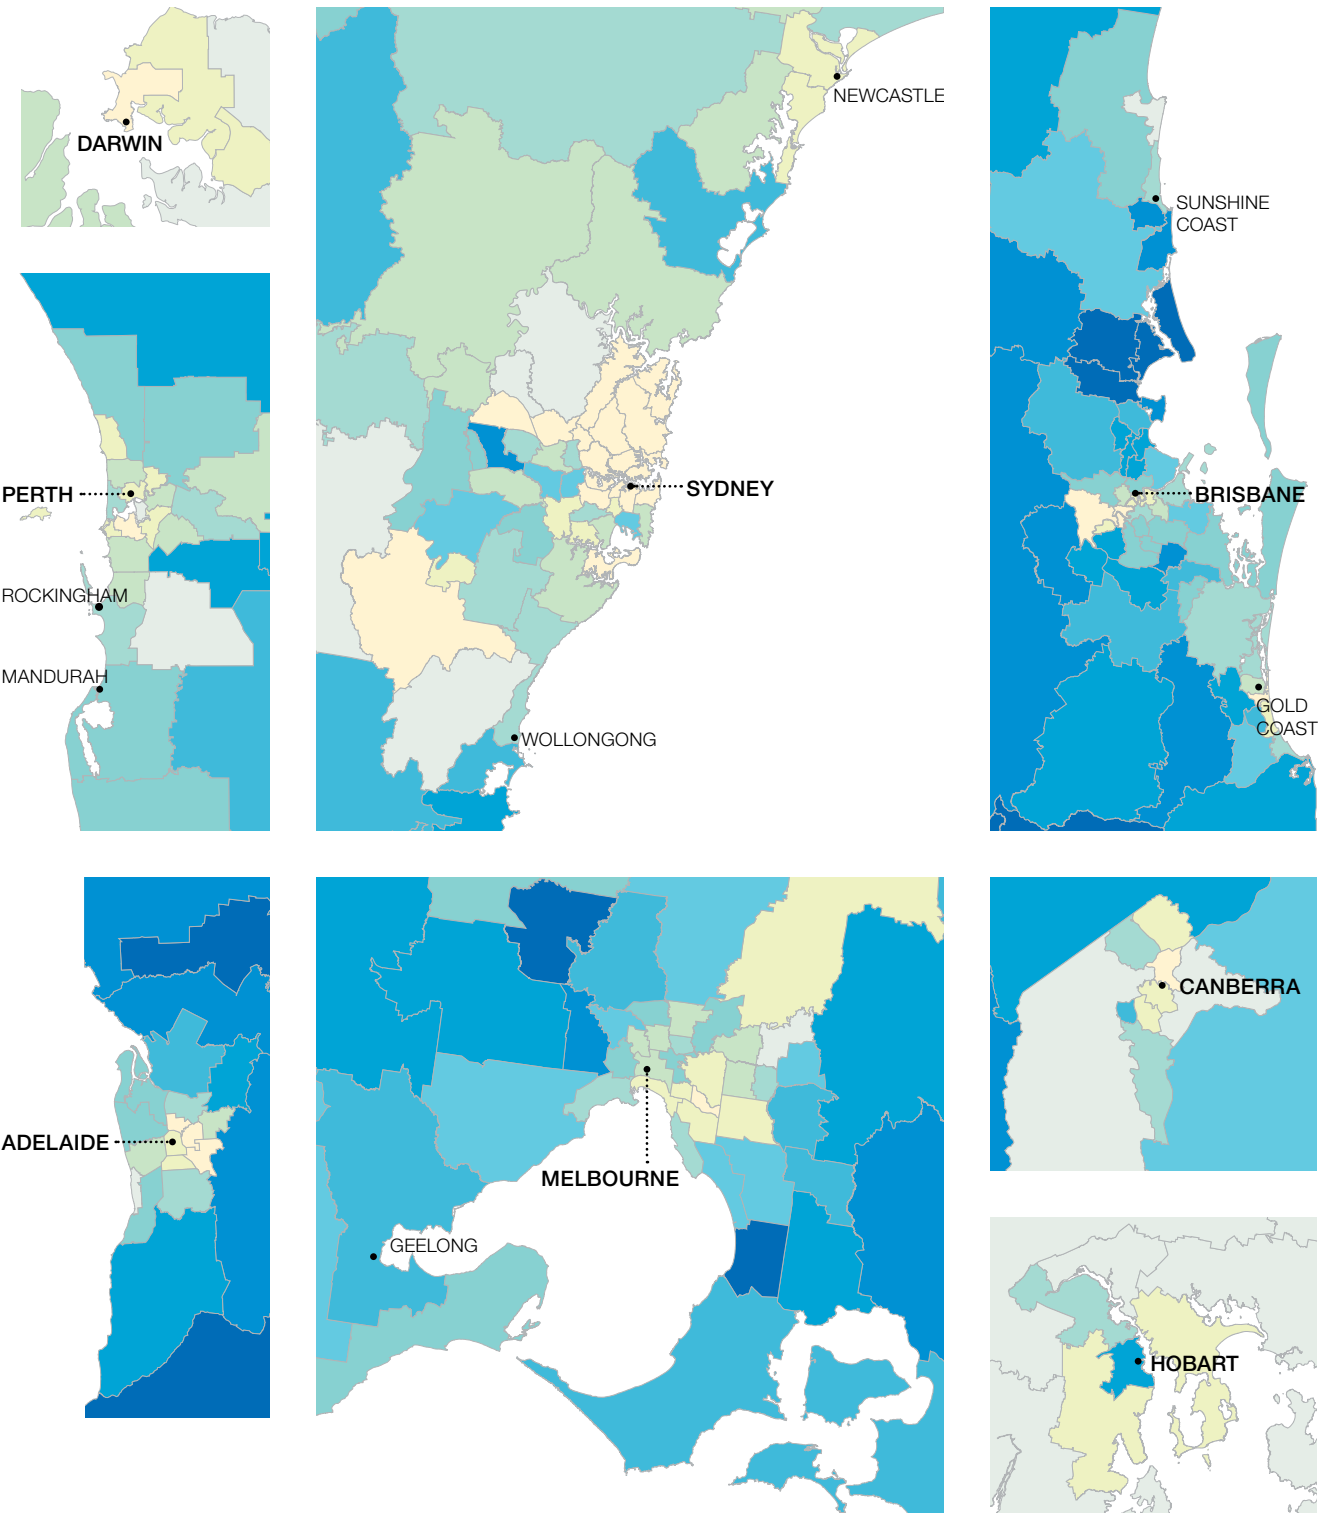 DARWIN
NEWCASTLE
SUNSHINE
COAST
PERTH
SYDNEY
BRISBANE
ROCKINGHAM
MANDURAH
WOLLONGONG
GOLD
COAST
CANBERRA
ADELAIDE
MELBOURNE
GEELONG
HOBART